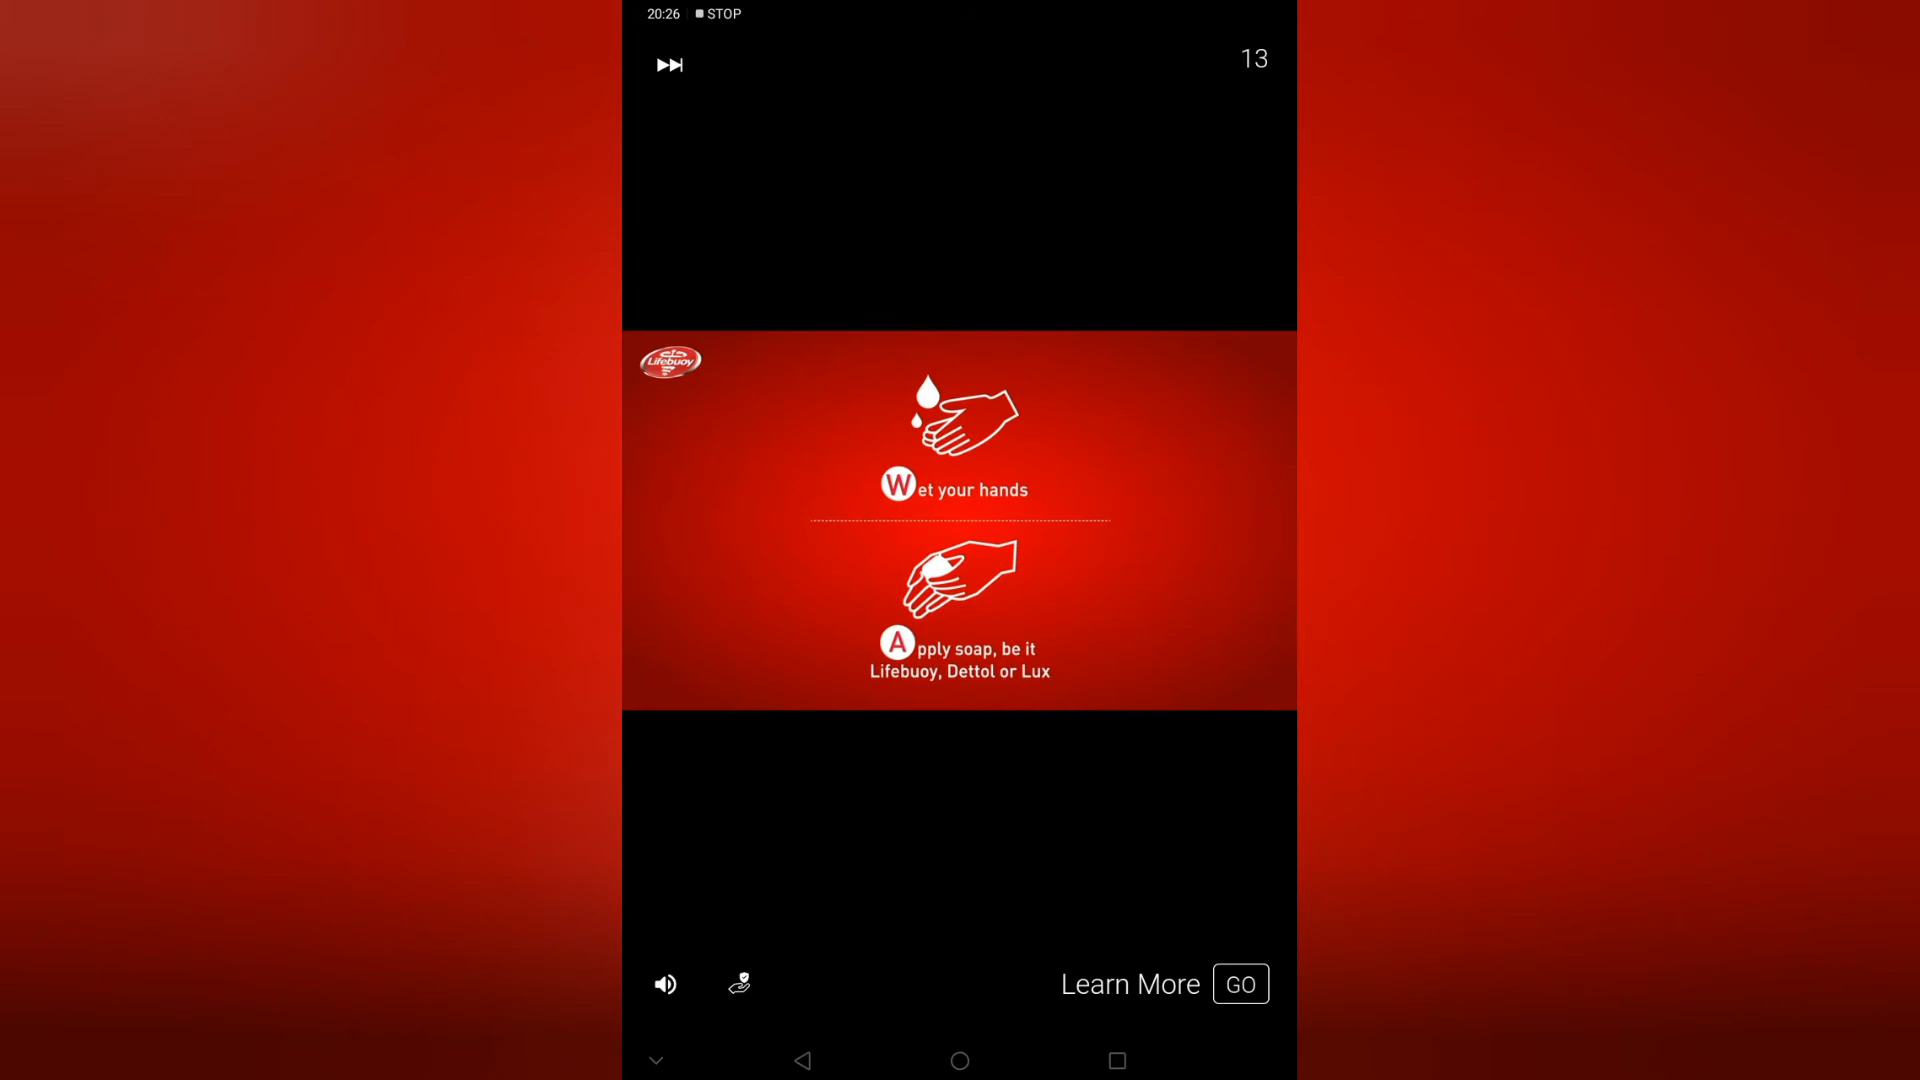 20:26 STOP
13
Lifebuoy
Wet your hands
Apply soap, be it
Lifebuoy, Dettol or Lux
Learn More GO